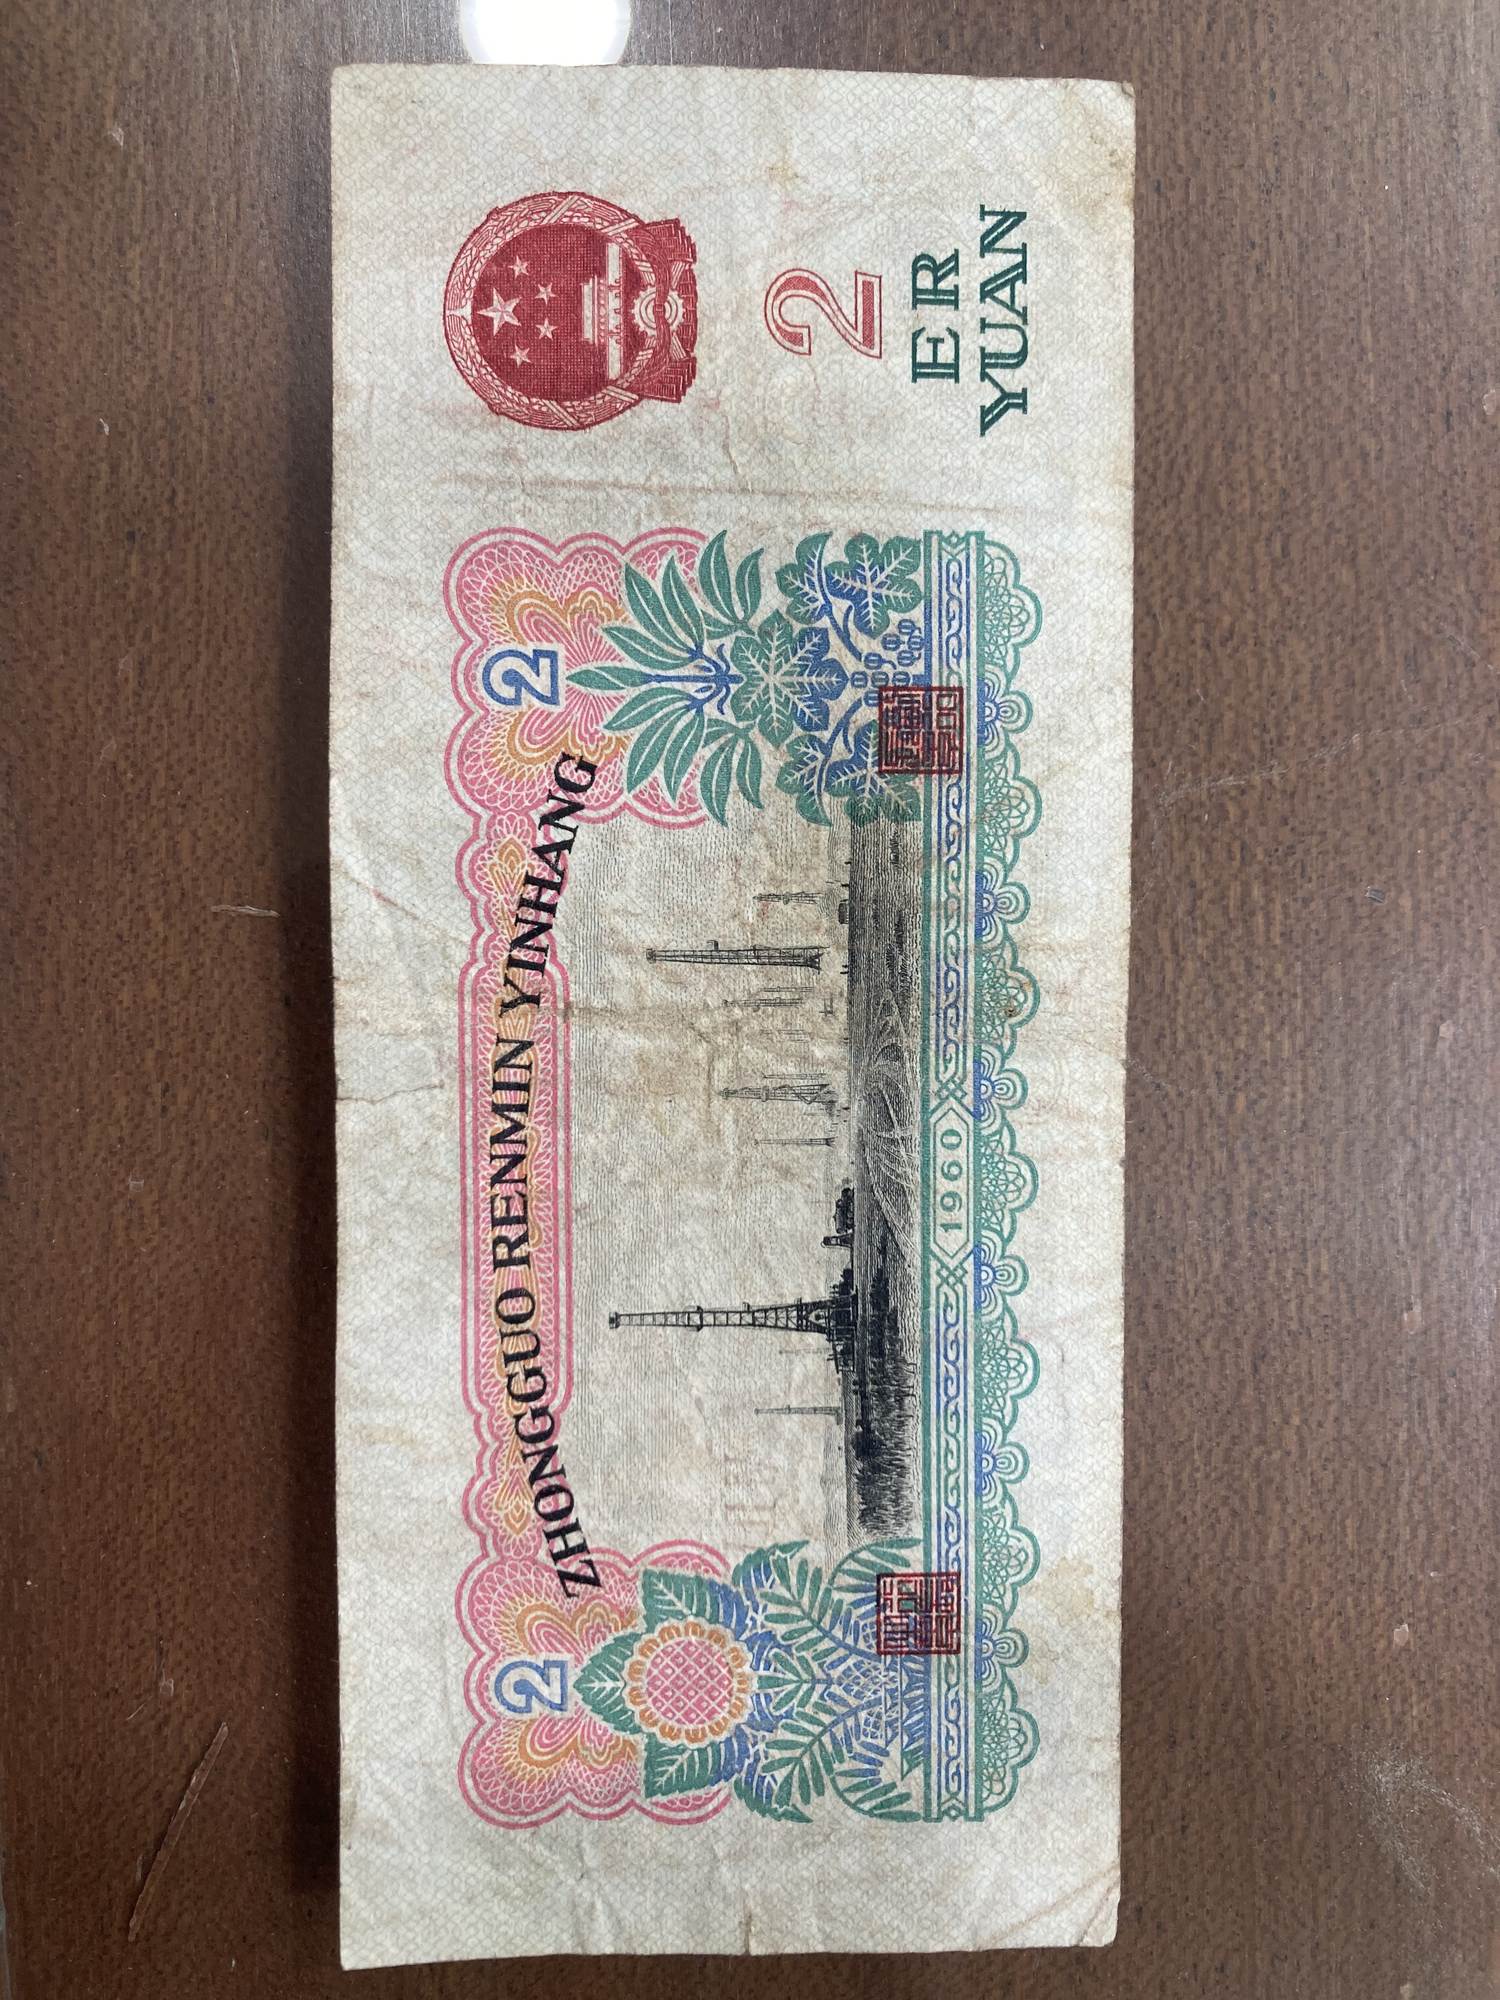 ZHONGGUO RENMIN YINHANG
2
2
2
ER
YUAN
1960